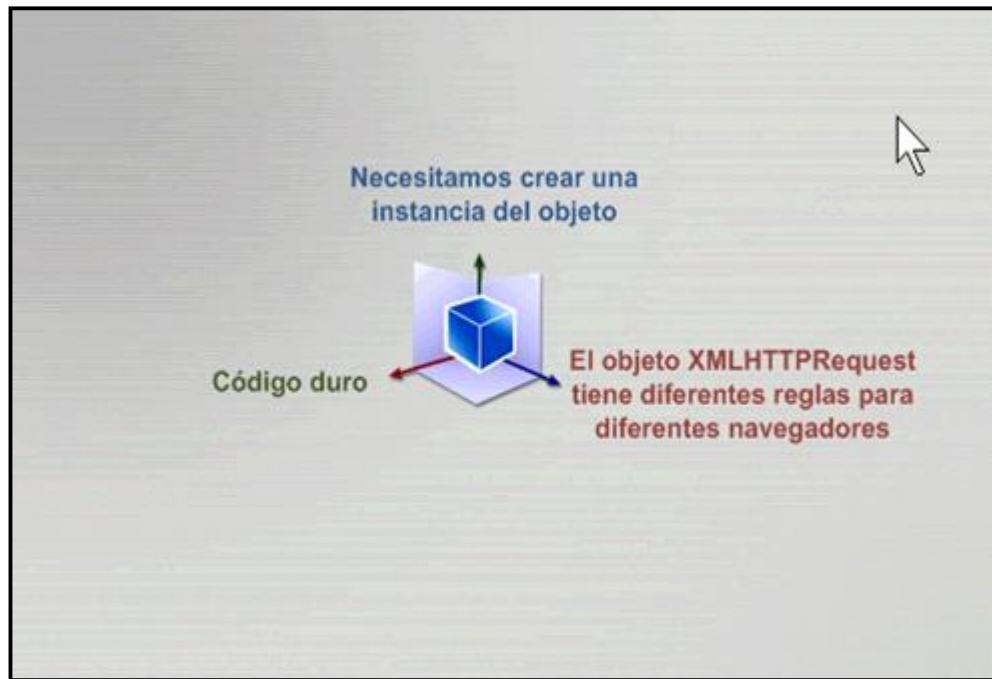 Necesitamos crear una
instancia del objeto
Código duro
El objeto XMLHTTPRequest
tiene diferentes reglas para
diferentes navegadores